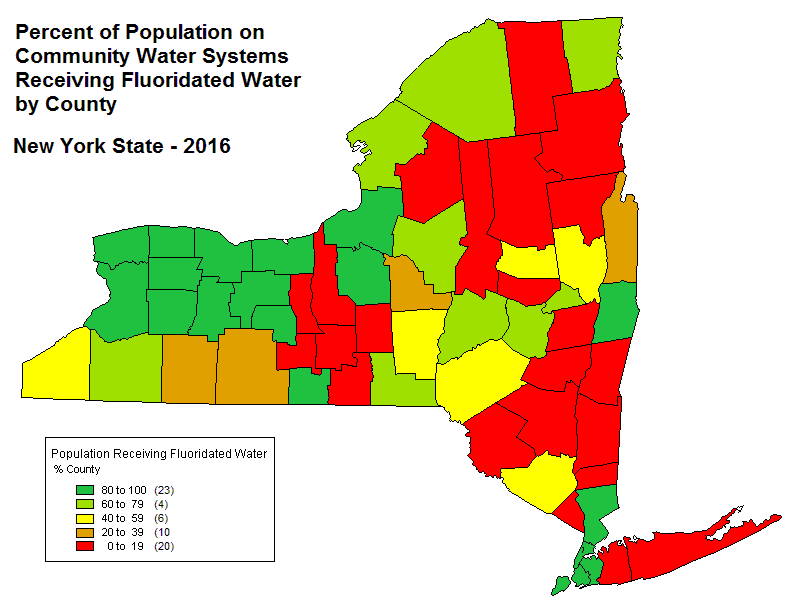 Percent of Population on
Community Water Systems
Receiving Fluoridated Water
by County
New York State - 2016
Population Receiving Fluoridated Water
% County
80 to 100 (23)
60 to 79 (4)
40 to 59 (6)
20 to 39 (10
0 to 19 (20)